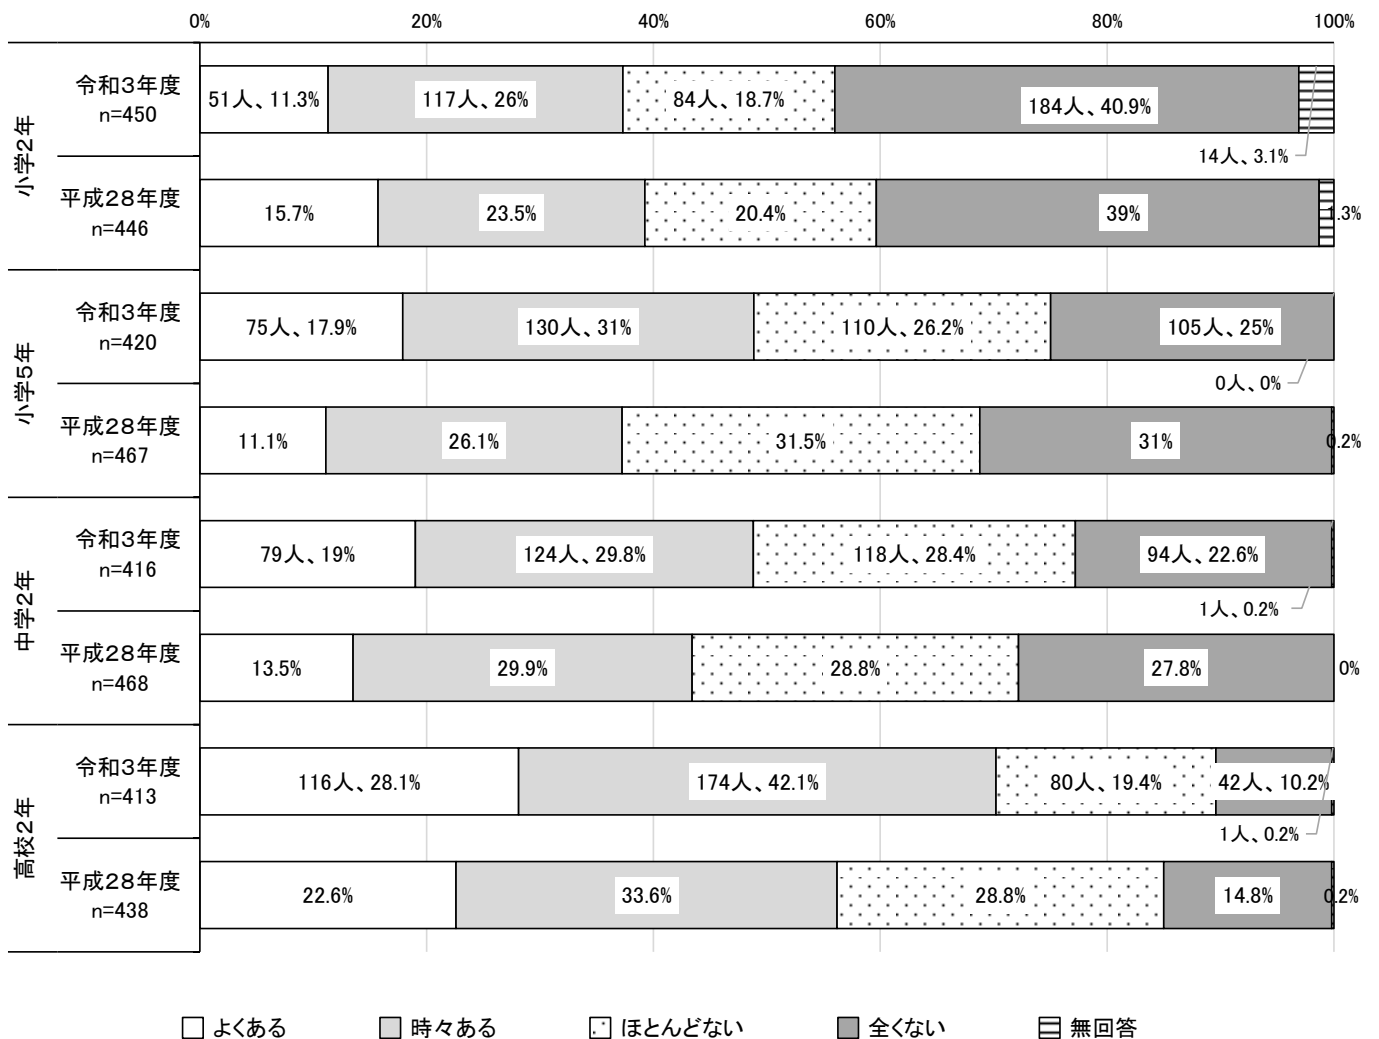 0% 20% 40% 60% 80% 100%
小学2年
令和3年度
n=450
51人、11.3% 117人、26% 84人、18.7% 184人、40.9%
14人、3.1%
平成28年度
n=446
15.7% 23.5% 20.4% 39% 1.3%
小学5年
令和3年度
n=420
75人、17.9% 130人、31% 110人、26.2% 105人、25%
0人、0%
平成28年度
n=467
11.1% 26.1% 31.5% 31% 0.2%
中学2年
令和3年度
n=416
79人、19% 124人、29.8% 118人、28.4% 94人、22.6%
1人、0.2%
平成28年度
n=468
13.5% 29.9% 28.8% 27.8% 0%
高校2年
令和3年度
n=413
116人、28.1% 174人、42.1% 80人、19.4% 42人、10.2%
1人、0.2%
平成28年度
n=438
22.6% 33.6% 28.8% 14.8% 0.2%
よくある 時々ある ほとんどない 全くない 無回答